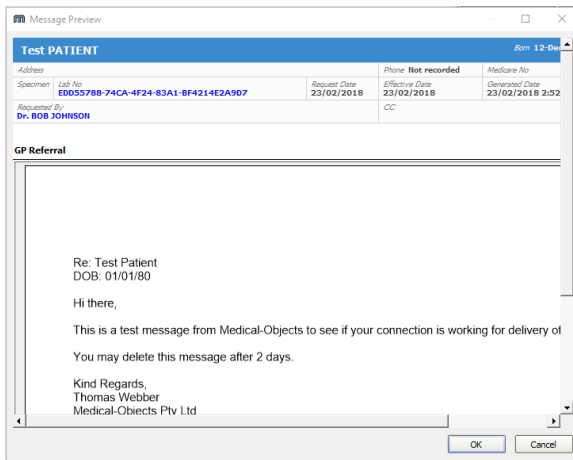 Message Preview
Test PATIENT Born 12-Dec
Address Phone Not recorded Medicare No
Specimen Lab No Request Date Effective Date Generated Date
EDD55788-74CA-4F24-83A1-BF4214E2A9D7 23/02/2018 23/02/2018 23/02/2018 2:52
Requested By CC
Dr. BOB JOHNSON
GP Referral
Re: Test Patient
DOB: 01/01/80
Hi there,
This is a test message from Medical-Objects to see if your connection is working for delivery of
You may delete this message after 2 days.
Kind Regards,
Thomas Webber
Medical-Objects Pty Ltd
OK Cancel